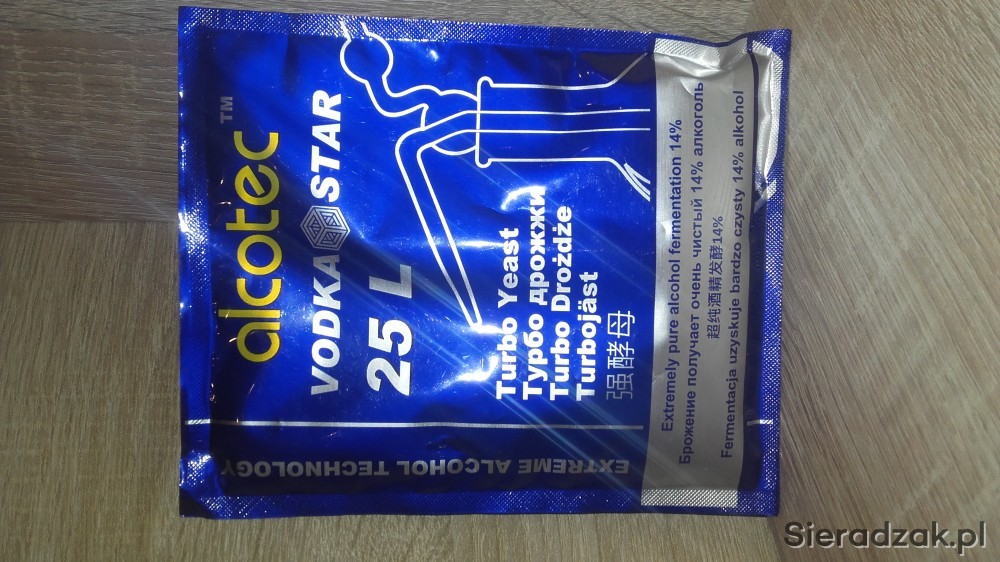 alcotec™
VODKA STAR
25 L
Turbo Yeast
Турбо дрожжи
Turbo Drożdże
Turbojäst
强酵母
Extremely pure alcohol fermentation 14%
Брожение получает очень чистый 14% алкоголь
超纯酒精发酵14%
Fermentacja uzyskuje bardzo czysty 14% alkohol
EXTREME ALCOHOL TECHNOLOGY
Sieradzak.pl